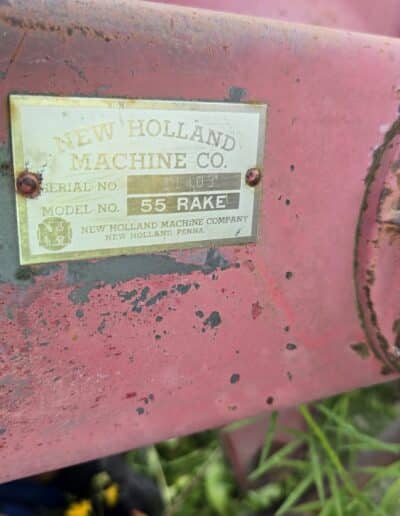 NEW HOLLAND
MACHINE CO.
SERIAL NO.
MODEL NO. 55 RAKE
NEW HOLLAND MACHINE COMPANY
NEW HOLLAND PENNA.